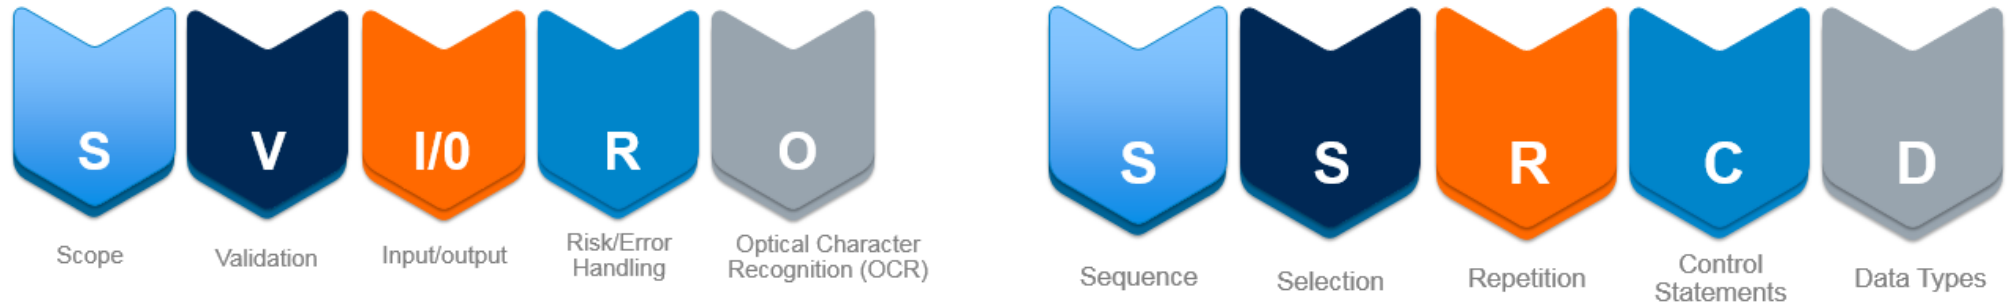 S
V
I/0
R
O
Scope
Validation
Input/output
Risk/Error
Handling
Optical Character
Recognition (OCR)
S
S
R
C
D
Sequence
Selection
Repetition
Control
Statements
Data Types